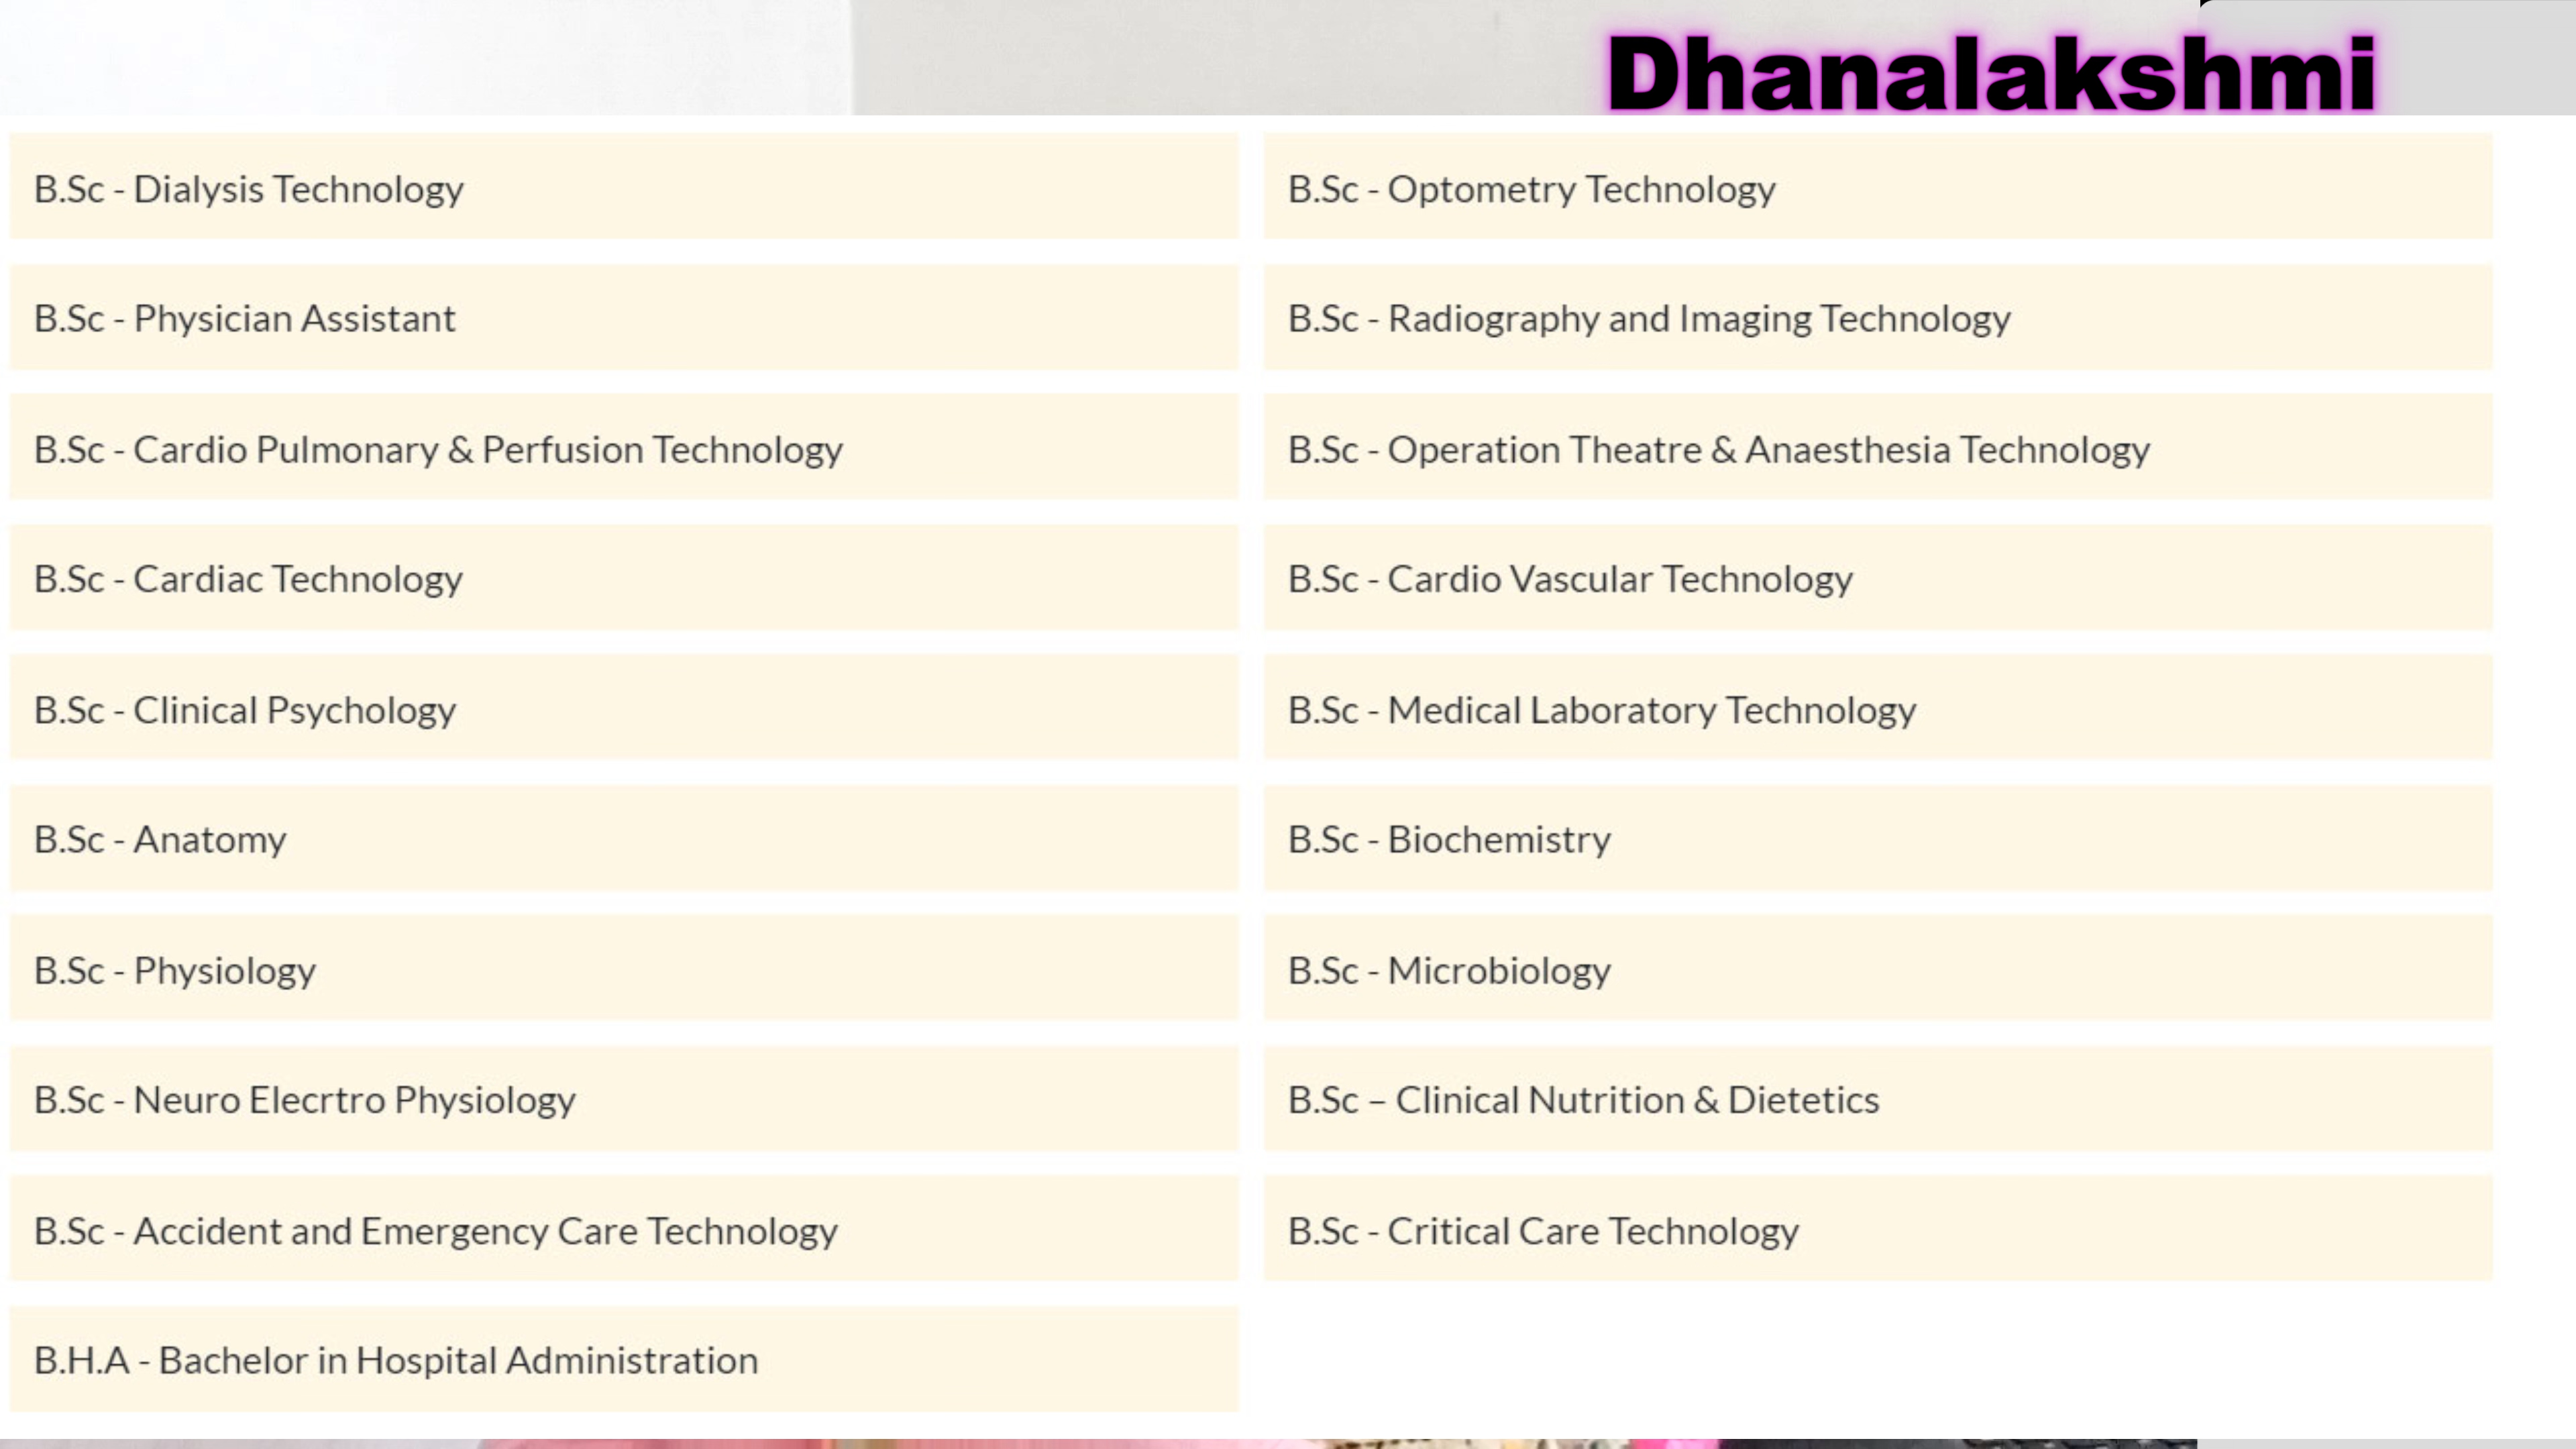 Dhanalakshmi
B.Sc - Dialysis Technology
B.Sc - Optometry Technology
B.Sc - Physician Assistant
B.Sc - Radiography and Imaging Technology
B.Sc - Cardio Pulmonary & Perfusion Technology
B.Sc - Operation Theatre & Anaesthesia Technology
B.Sc - Cardiac Technology
B.Sc - Cardio Vascular Technology
B.Sc - Clinical Psychology
B.Sc - Medical Laboratory Technology
B.Sc - Anatomy
B.Sc - Biochemistry
B.Sc - Physiology
B.Sc - Microbiology
B.Sc - Neuro Elecrtro Physiology
B.Sc – Clinical Nutrition & Dietetics
B.Sc - Accident and Emergency Care Technology
B.Sc - Critical Care Technology
B.H.A - Bachelor in Hospital Administration